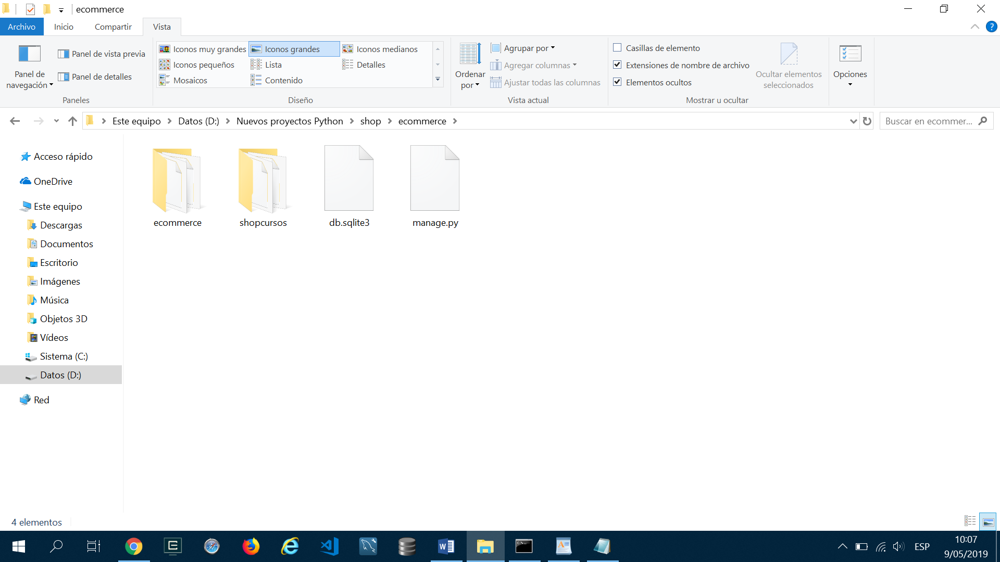 ecommerce
Archivo Inicio Compartir Vista
Panel de navegación
Panel de vista previa
Panel de detalles
Paneles
Iconos muy grandes Iconos grandes Iconos medianos
Iconos pequeños Lista Detalles
Mosaicos Contenido
Diseño
Ordenar por
Agrupar por
Agregar columnas
Ajustar todas las columnas
Vista actual
Casillas de elemento
Extensiones de nombre de archivo
Elementos ocultos
Ocultar elementos seleccionados
Mostrar u ocultar
Opciones
Este equipo Datos (D:) Nuevos proyectos Python shop ecommerce
Buscar en ecommer...
Acceso rápido
OneDrive
Este equipo
Descargas
Documentos
Escritorio
Imágenes
Música
Objetos 3D
Vídeos
Sistema (C:)
Datos (D:)
Red
ecommerce shopcursos db.sqlite3 manage.py
4 elementos
ESP
10:07
9/05/2019